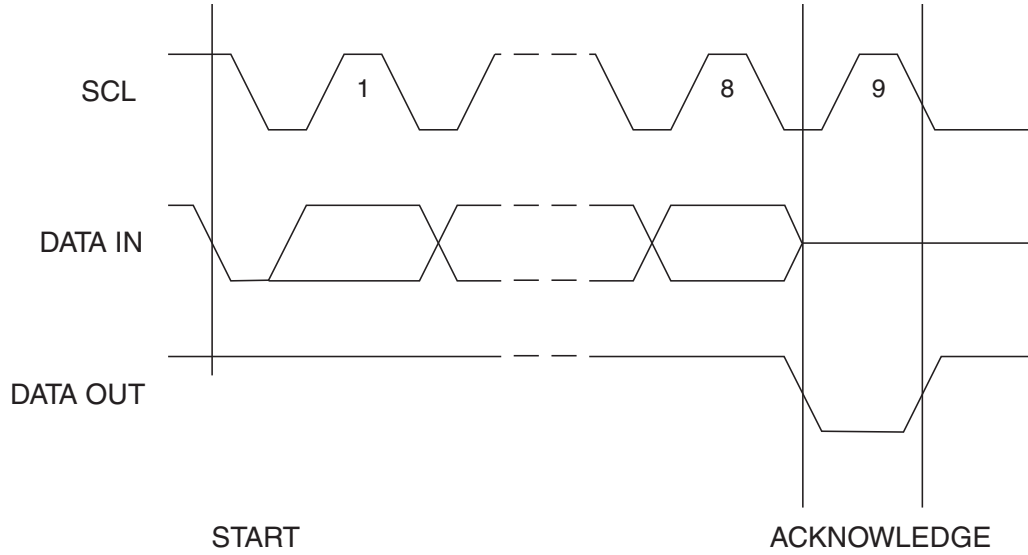 SCL
1
8
9
DATA IN
DATA OUT
START
ACKNOWLEDGE